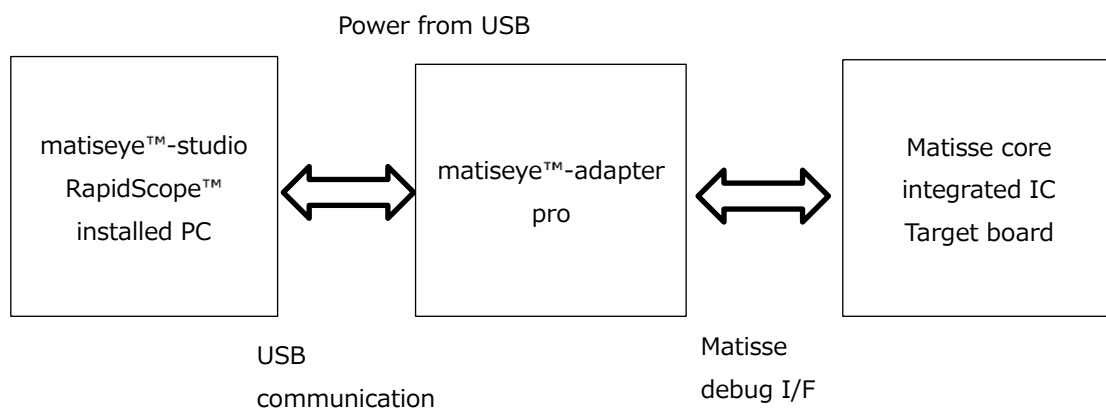 Power from USB
matiseye™-studio
RapidScope™
installed PC
matiseye™-adapter
pro
Matisse core
integrated IC
Target board
USB
communication
Matisse
debug I/F